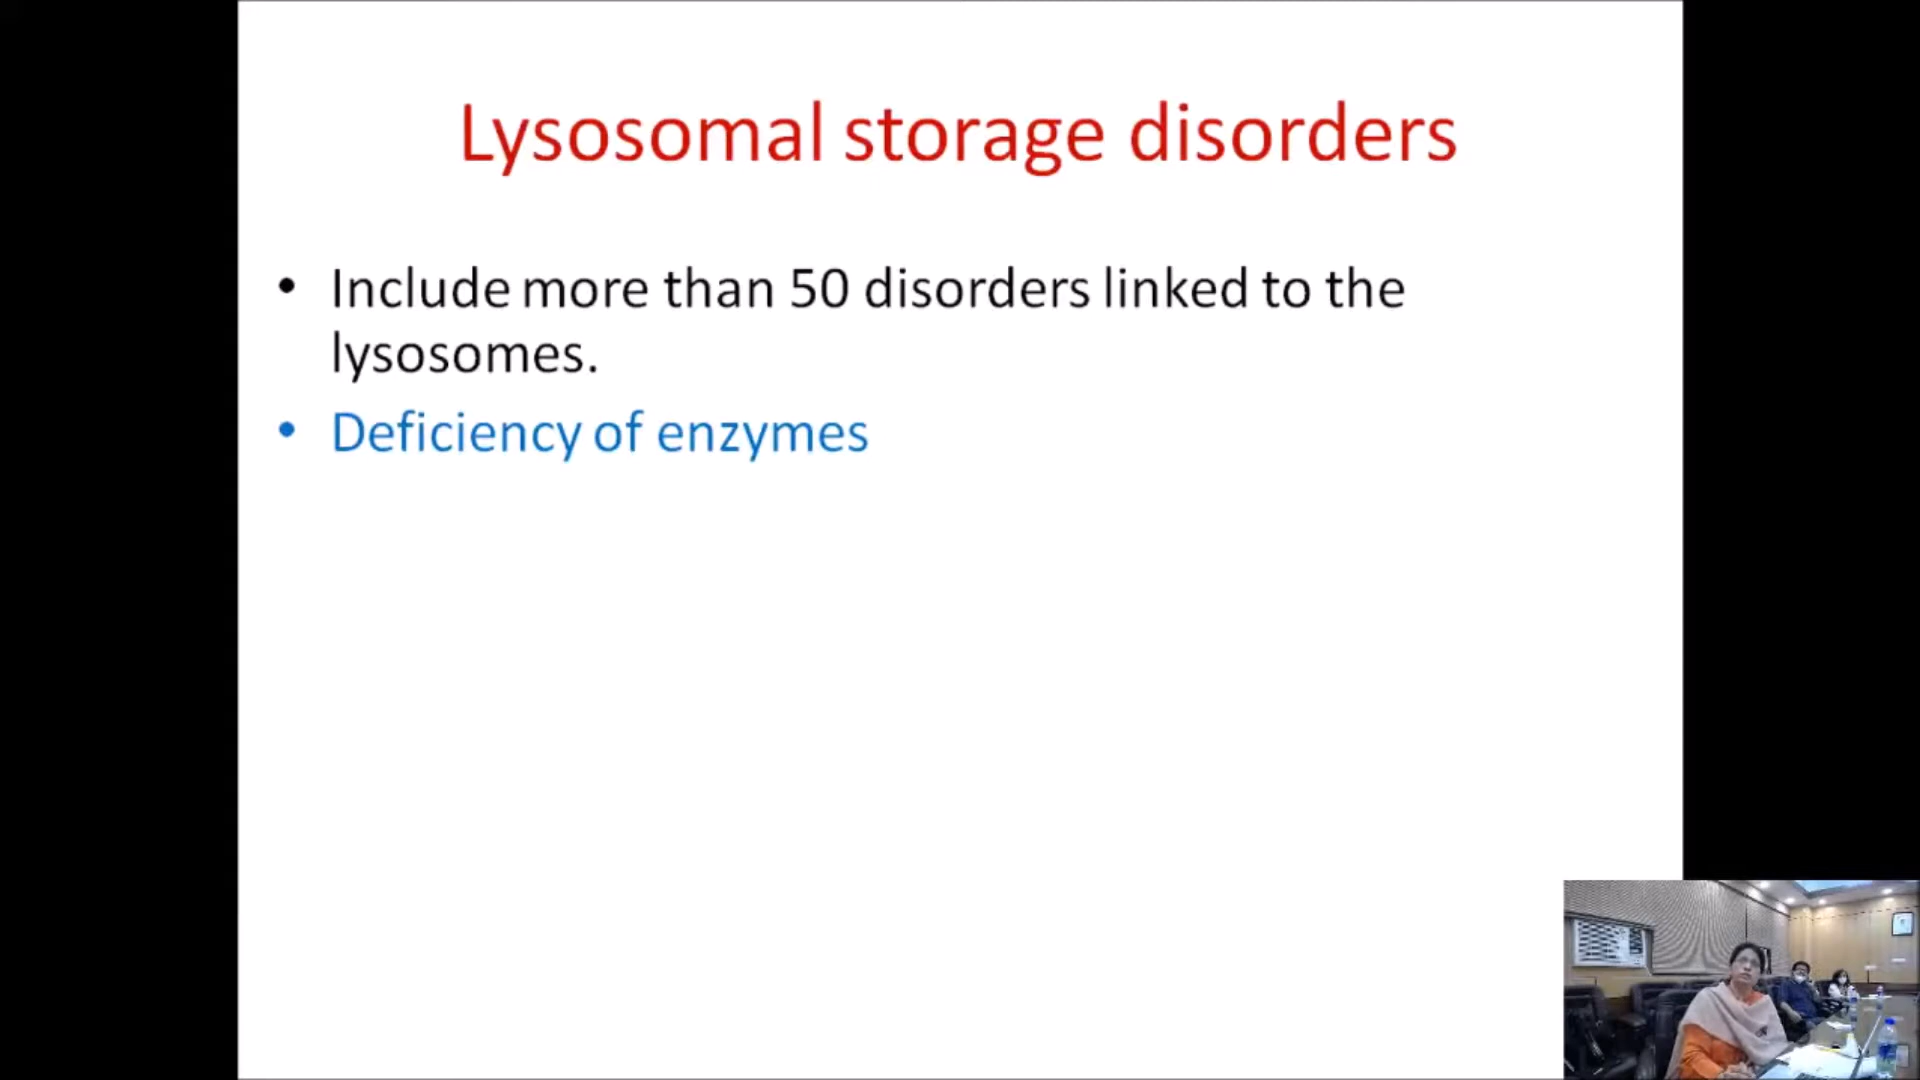 Lysosomal storage disorders
• Include more than 50 disorders linked to the
lysosomes.
• Deficiency of enzymes